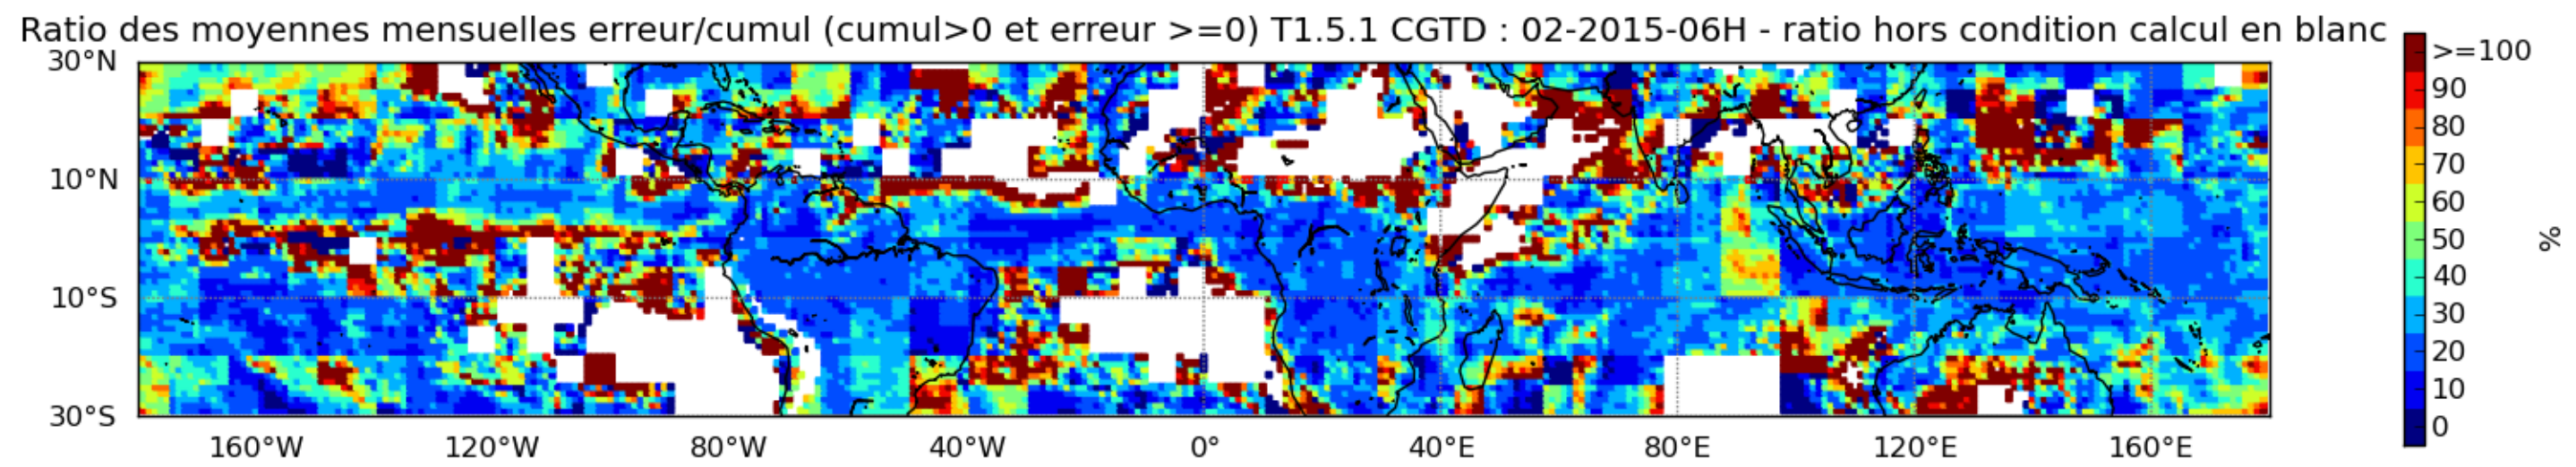 Ratio des moyennes mensuelles erreur/cumul (cumul>0 et erreur >=0) T1.5.1 CGTD : 02-2015-06H - ratio hors condition calcul en blanc
30°N
10°N
10°S
30°S
160°W 120°W 80°W 40°W 0° 40°E 80°E 120°E 160°E
>=100
90
80
70
60
50
40
30
20
10
0
%